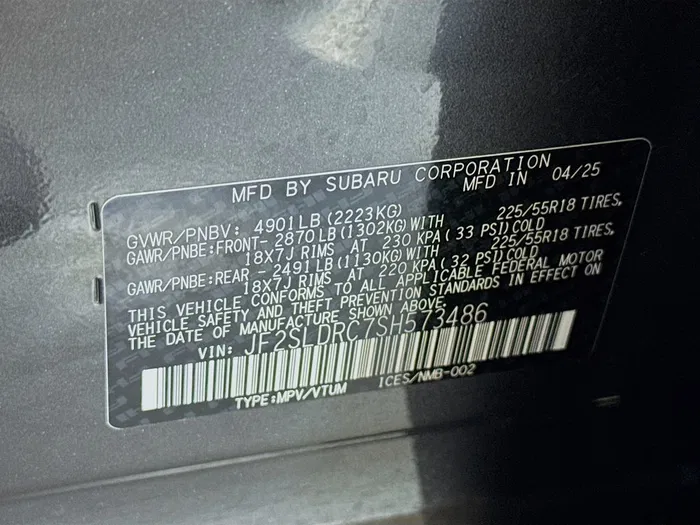 MFD BY SUBARU CORPORATION
MFD IN 04/25
GVWR/PNBV: 4901LB(2223KG)
GAWR/PNBE:FRONT- 2870LB(1302KG)WITH 225/55R18 TIRES,
18X7J RIMS AT 230 KPA( 33 PSI)COLD
GAWR/PNBE:REAR - 2491LB(1130KG)WITH 225/55R18 TIRES,
18X7J RIMS AT 220 KPA( 32 PSI)COLD
THIS VEHICLE CONFORMS TO ALL APPLICABLE FEDERAL MOTOR
VEHICLE SAFETY AND THEFT PREVENTION STANDARDS IN EFFECT ON
THE DATE OF MANUFACTURE SHOWN ABOVE.
VIN: JF2SLDRC7SH573486
TYPE:MPV/VTUM ICES/NMB-002